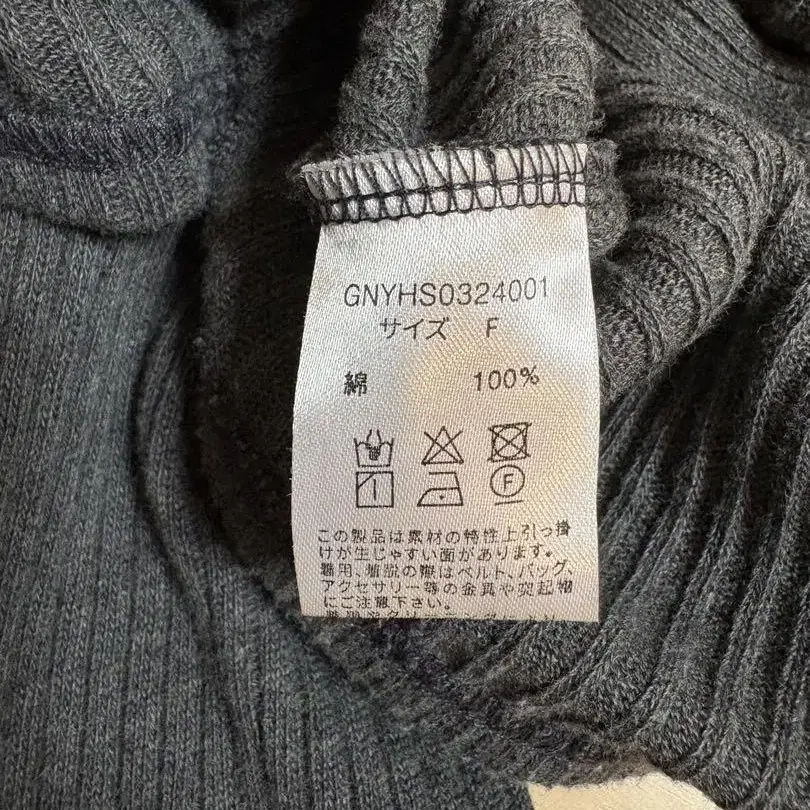 GNYHS0324001
サイズ F
綿 100%
F
この製品は素材の特性上引っ掛
けが生じやすい面があります。
着用、着脱の際はベルト、バッグ、
アクセサリー等の金具や突起物
にご注意下さい。